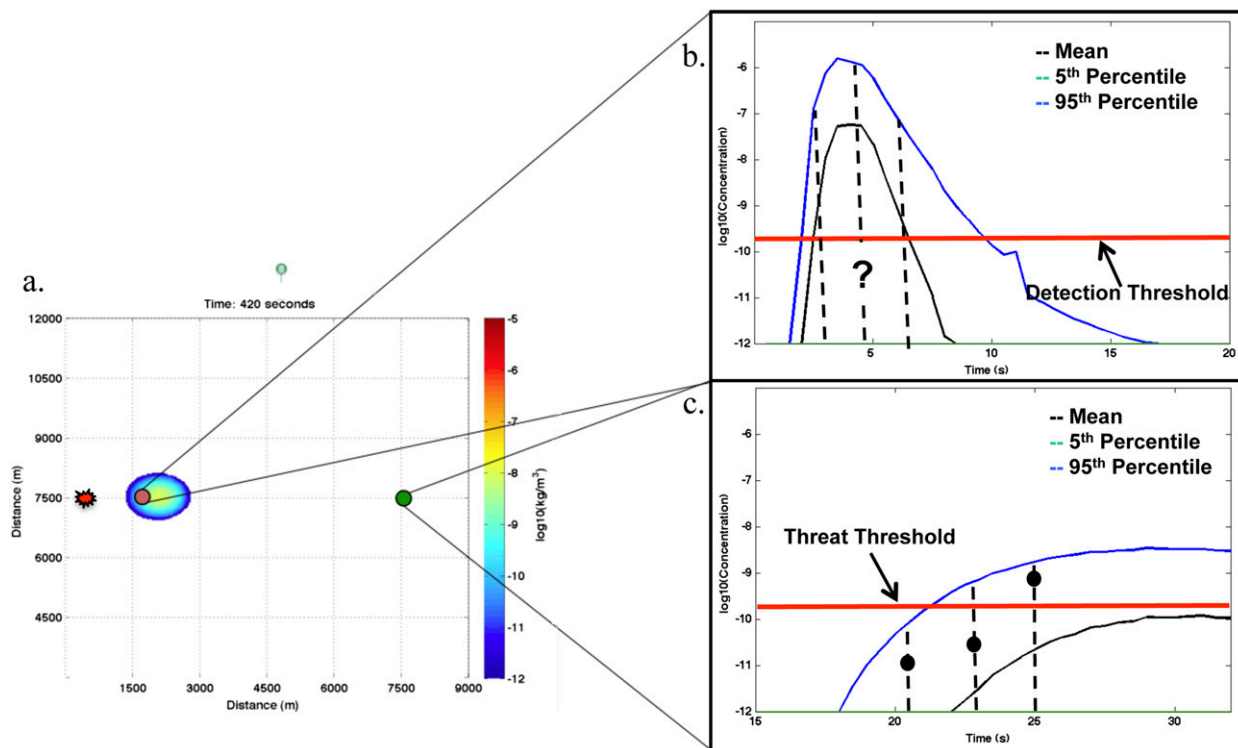 a.
Time: 420 seconds
12000
10500
9000
7500
6000
4500
Distance (m)
1500
3000
4500
6000
7500
9000
Distance (m)
-5
-6
-7
-8
-9
-10
-11
-12
log10(kg/m³)
b.
-- Mean
-- 5th Percentile
-- 95th Percentile
-6
-7
-8
-9
-10
-11
-12
log10(Concentration)
?
Detection Threshold
5
10
15
20
Time (s)
c.
-- Mean
-- 5th Percentile
-- 95th Percentile
-6
-7
-8
-9
-10
-11
-12
log10(Concentration)
Threat Threshold
15
20
25
30
Time (s)